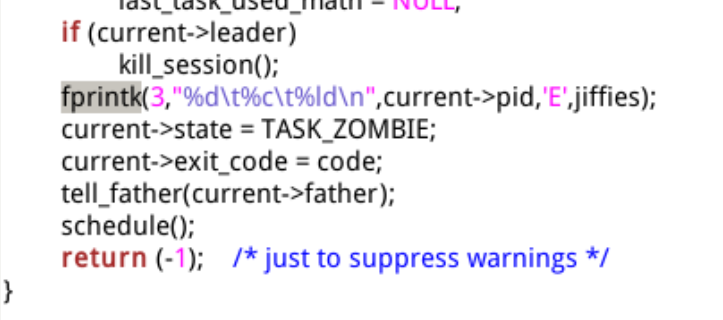 last_task_used_math = NULL;
if (current->leader)
kill_session();
fprintk(3,"%d\t%c\t%ld\n",current->pid,'E',jiffies);
current->state = TASK_ZOMBIE;
current->exit_code = code;
tell_father(current->father);
schedule();
return (-1); /* just to suppress warnings */
}